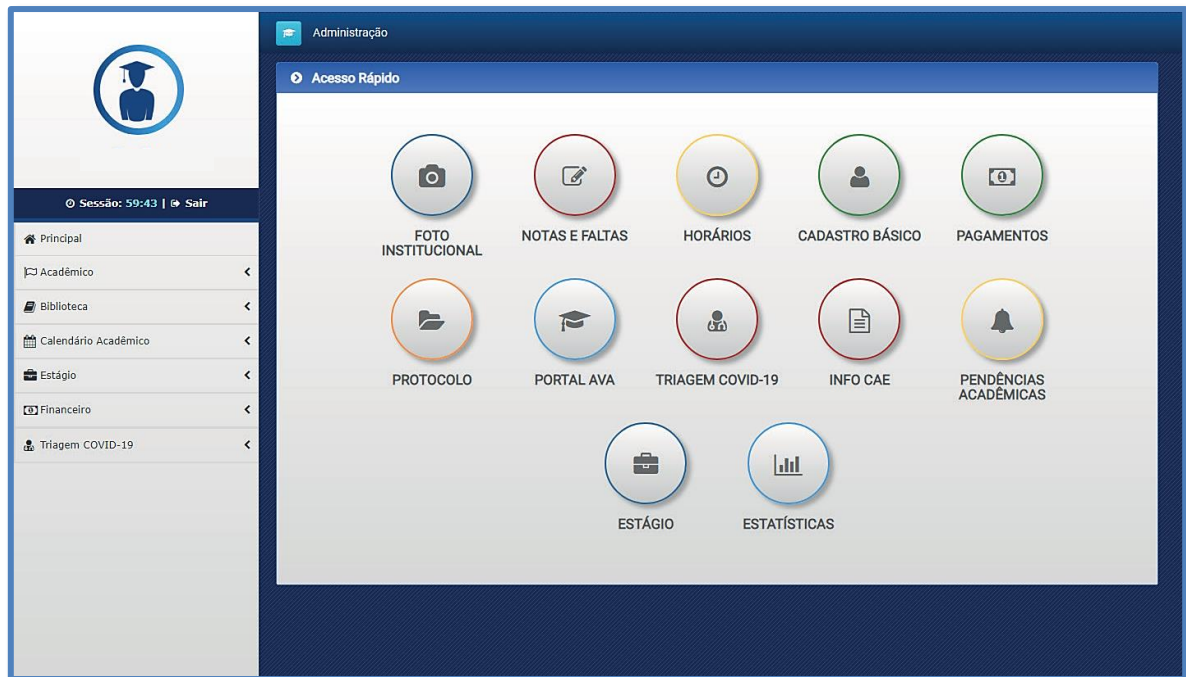 Administração
Acesso Rápido
Sessão: 59:43 | Sair
Principal
Acadêmico
Biblioteca
Calendário Acadêmico
Estágio
Financeiro
Triagem COVID-19
FOTO
INSTITUCIONAL
NOTAS E FALTAS
HORÁRIOS
CADASTRO BÁSICO
PAGAMENTOS
PROTOCOLO
PORTAL AVA
TRIAGEM COVID-19
INFO CAE
PENDÊNCIAS
ACADÊMICAS
ESTÁGIO
ESTATÍSTICAS